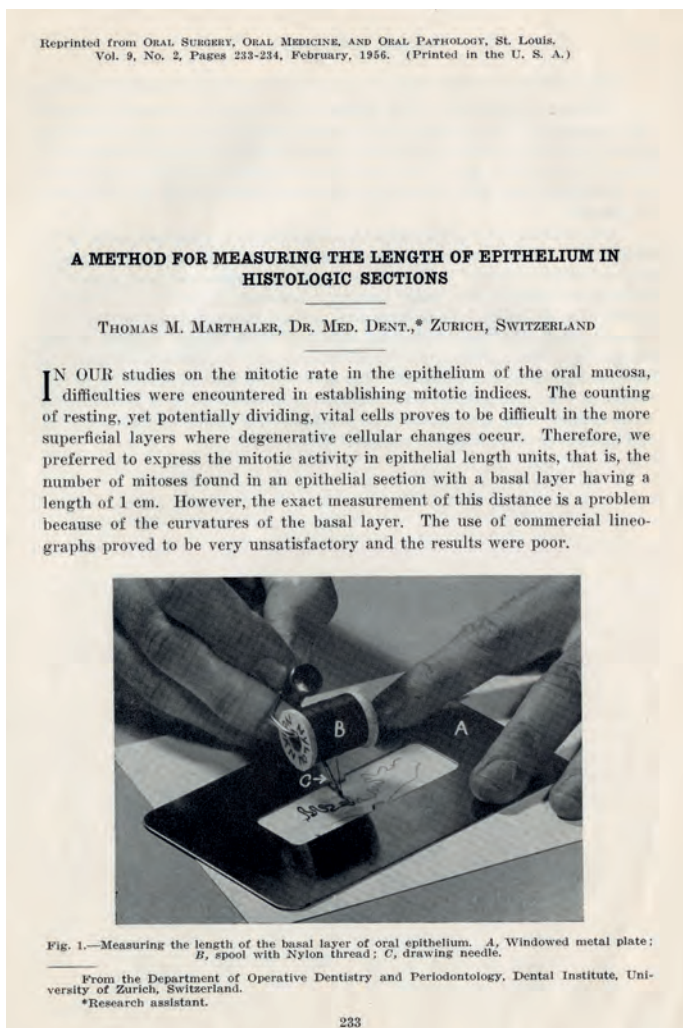 Reprinted from ORAL SURGERY, ORAL MEDICINE, AND ORAL PATHOLOGY, St. Louis.
Vol. 9, No. 2, Pages 233-234, February, 1956. (Printed in the U. S. A.)
A METHOD FOR MEASURING THE LENGTH OF EPITHELIUM IN
HISTOLOGIC SECTIONS
THOMAS M. MARTHALER, DR. MED. DENT.,* ZURICH, SWITZERLAND
IN OUR studies on the mitotic rate in the epithelium of the oral mucosa,
difficulties were encountered in establishing mitotic indices. The counting
of resting, yet potentially dividing, vital cells proves to be difficult in the more
superficial layers where degenerative cellular changes occur. Therefore, we
preferred to express the mitotic activity in epithelial length units, that is, the
number of mitoses found in an epithelial section with a basal layer having a
length of 1 cm. However, the exact measurement of this distance is a problem
because of the curvatures of the basal layer. The use of commercial lineo-
graphs proved to be very unsatisfactory and the results were poor.
B
A
C→
Fig. 1.—Measuring the length of the basal layer of oral epithelium. A, Windowed metal plate;
B, spool with Nylon thread; C, drawing needle.
From the Department of Operative Dentistry and Periodontology, Dental Institute, Uni-
versity of Zurich, Switzerland.
*Research assistant.
233